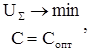 U_Σ → min
C = C_опт ,